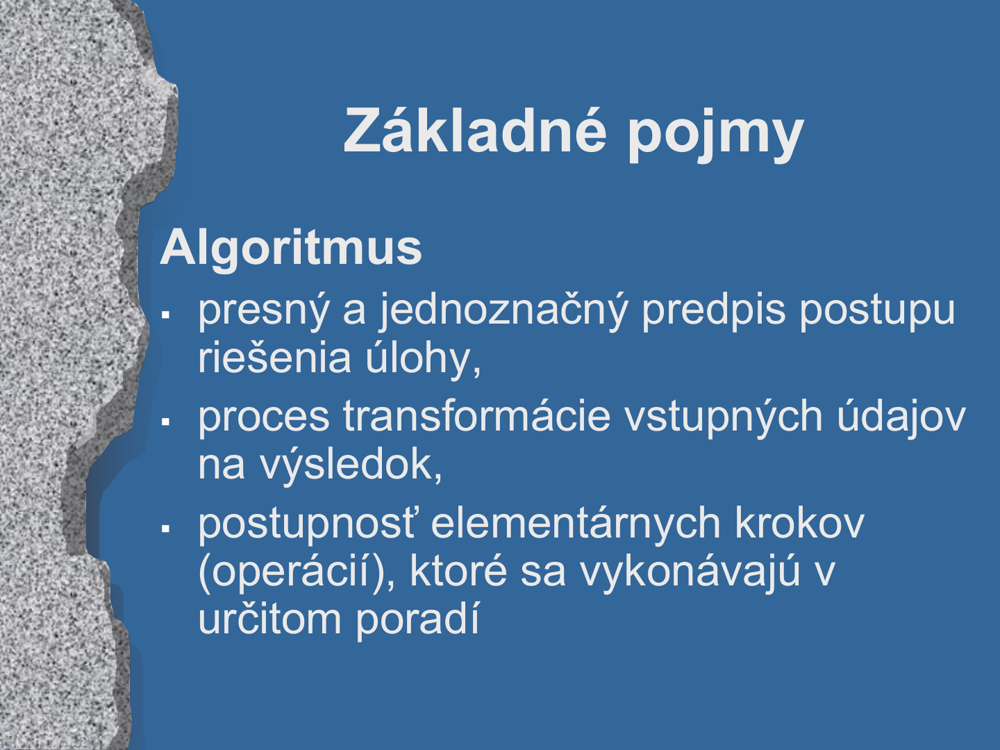 Základné pojmy
Algoritmus
▪ presný a jednoznačný predpis postupu
riešenia úlohy,
▪ proces transformácie vstupných údajov
na výsledok,
▪ postupnosť elementárnych krokov
(operácií), ktoré sa vykonávajú v
určitom poradí